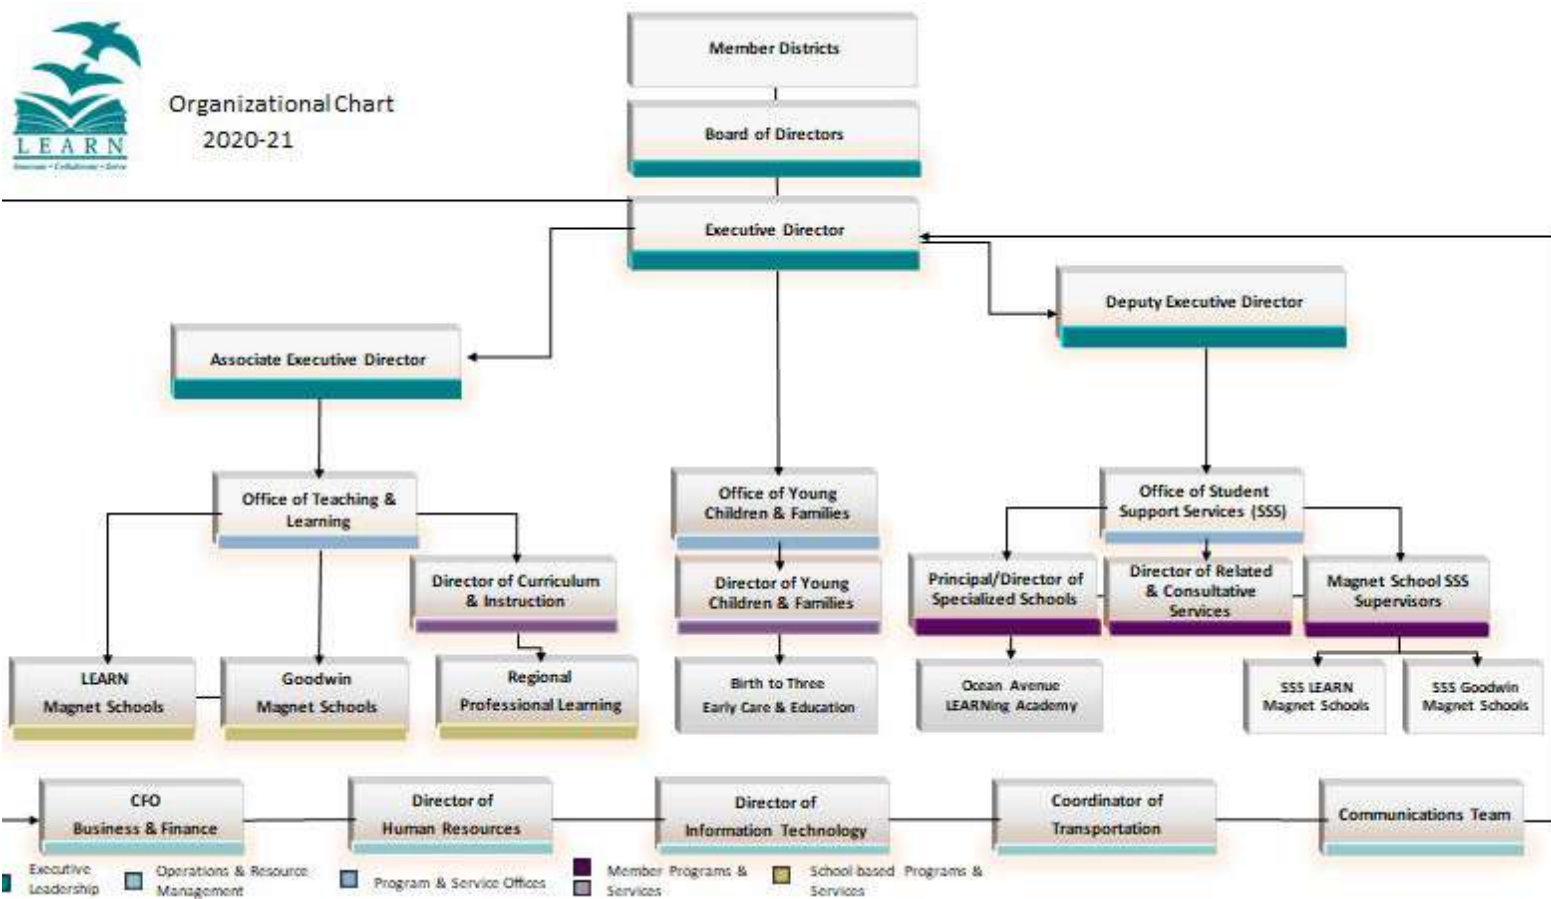 LEARN
Organizational Chart
2020-21
Member Districts
Board of Directors
Executive Director
Deputy Executive Director
Associate Executive Director
Office of Teaching &
Learning
Office of Young
Children & Families
Office of Student
Support Services (SSS)
Director of Curriculum
& Instruction
Director of Young
Children & Families
Principal/Director of
Specialized Schools
Director of Related
& Consultative
Services
Magnet School SSS
Supervisors
LEARN
Magnet Schools
Goodwin
Magnet Schools
Regional
Professional Learning
Birth to Three
Early Care & Education
Ocean Avenue
LEARNing Academy
SSS LEARN
Magnet Schools
SSS Goodwin
Magnet Schools
CFO
Business & Finance
Director of
Human Resources
Director of
Information Technology
Coordinator of
Transportation
Communications Team
Executive
Leadership
Operations & Resource
Management
Program & Service Offices
Member Programs &
Services
School based Programs &
Services